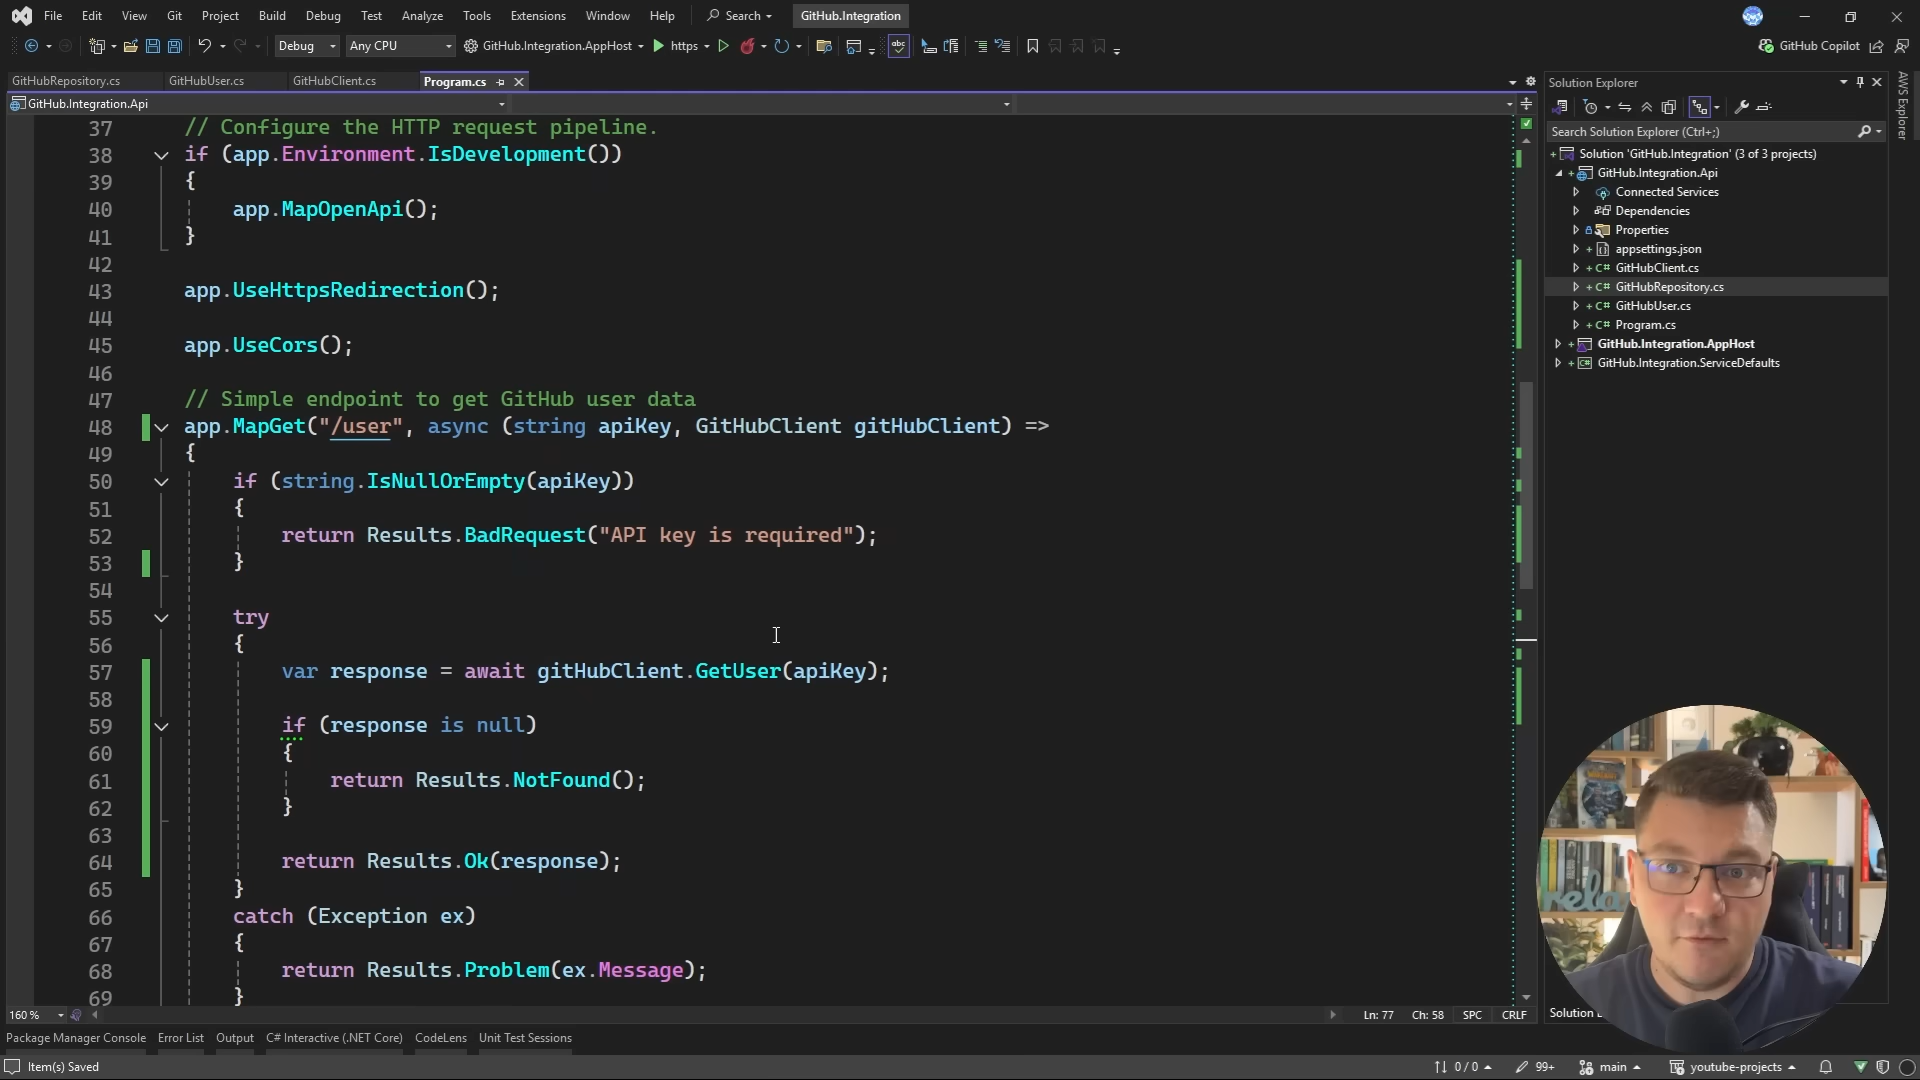 File Edit View Git Project Build Debug Test Analyze Tools Extensions Window Help Search GitHub.Integration
Debug Any CPU GitHub.Integration.AppHost https GitHub Copilot
GitHubRepository.cs GitHubUser.cs GitHubClient.cs Program.cs
GitHub.Integration.Api
37 // Configure the HTTP request pipeline.
38 if (app.Environment.IsDevelopment())
39 {
40 app.MapOpenApi();
41 }
42
43 app.UseHttpsRedirection();
44
45 app.UseCors();
46
47 // Simple endpoint to get GitHub user data
48 app.MapGet("/user", async (string apiKey, GitHubClient gitHubClient) =>
49 {
50 if (string.IsNullOrEmpty(apiKey))
51 {
52 return Results.BadRequest("API key is required");
53 }
54
55 try
56 {
57 var response = await gitHubClient.GetUser(apiKey);
58
59 if (response is null)
60 {
61 return Results.NotFound();
62 }
63
64 return Results.Ok(response);
65 }
66 catch (Exception ex)
67 {
68 return Results.Problem(ex.Message);
69 }
160 % Ln: 77 Ch: 58 SPC CRLF
Solution Explorer
Search Solution Explorer (Ctrl+;)
Solution 'GitHub.Integration' (3 of 3 projects)
GitHub.Integration.Api
Connected Services
Dependencies
Properties
appsettings.json
C# GitHubClient.cs
C# GitHubRepository.cs
C# GitHubUser.cs
C# Program.cs
GitHub.Integration.AppHost
GitHub.Integration.ServiceDefaults
AWS Explorer
Solution
Package Manager Console Error List Output C# Interactive (.NET Core) CodeLens Unit Test Sessions
Item(s) Saved 0 / 0 99+ main youtube-projects